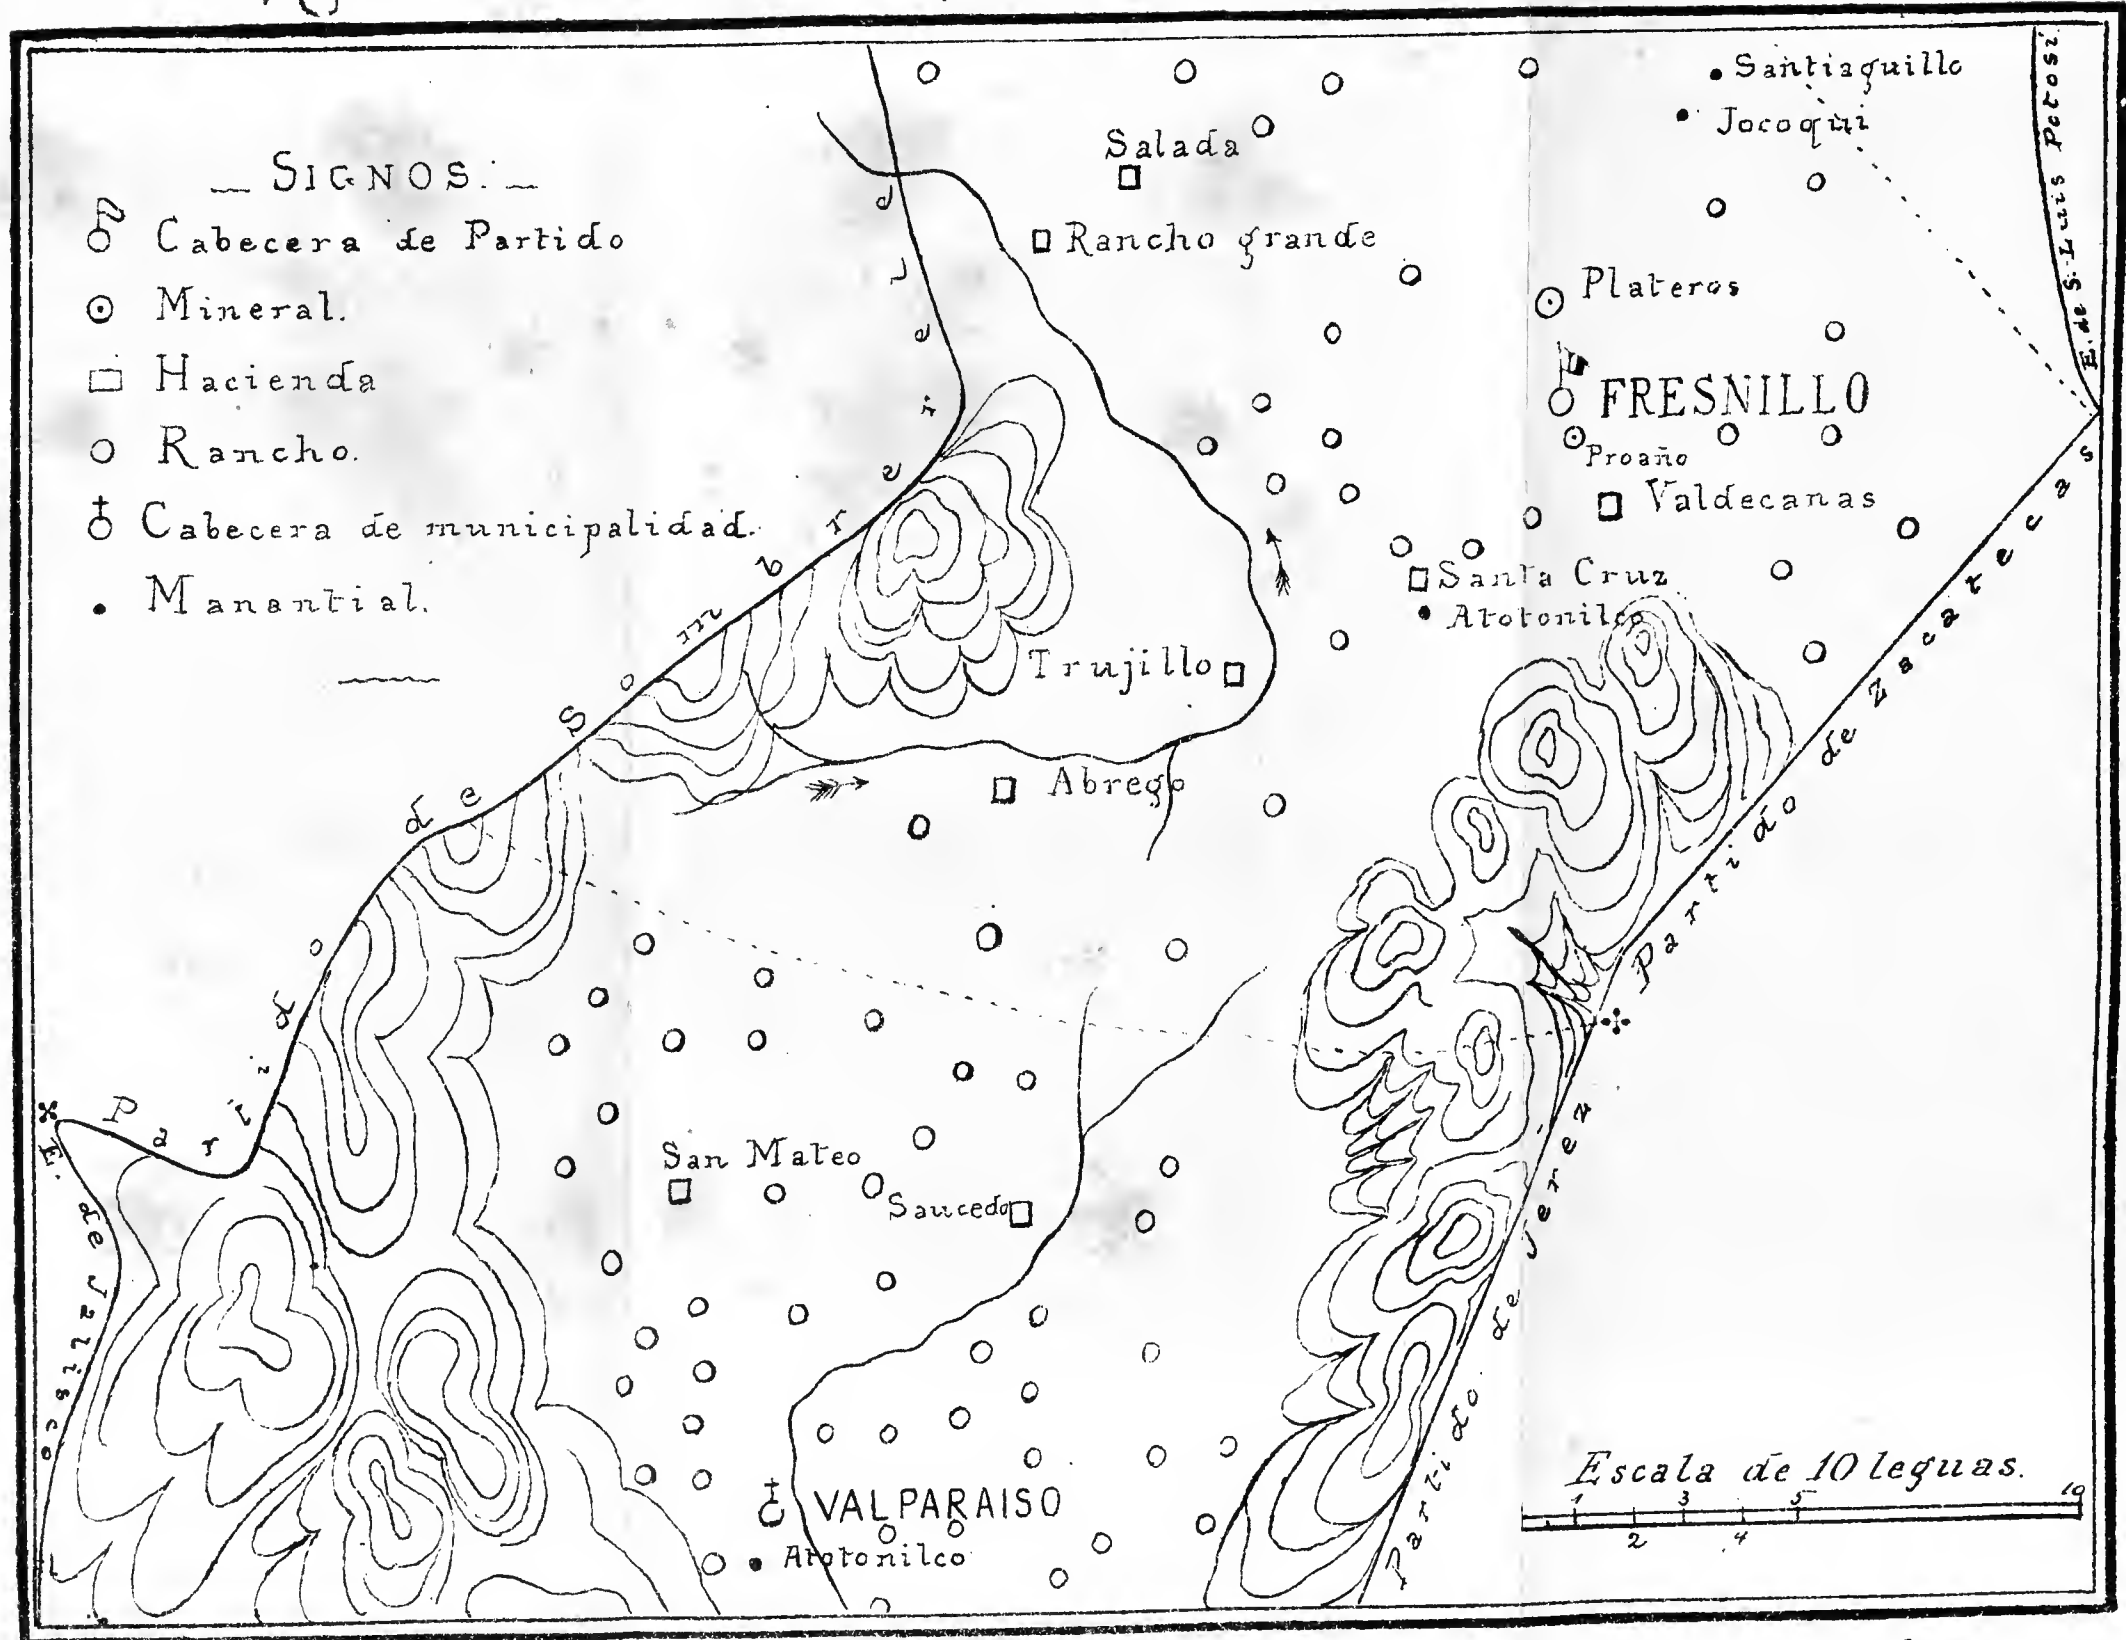 — SIGNOS. —
Cabecera de Partido
Mineral.
Hacienda
Rancho.
Cabecera de municipalidad.
Manantial.
Santiaguillo
Jocoqui
Salada
Rancho grande
Plateros
FRESNILLO
Proaño
Valdecanas
Santa Cruz
Atotonilco
Trujillo
Abrego
San Mateo
Saucedo
VALPARAISO
Atotonilco
Partido de Sombrerete
E. de Jalisco
E. de S. Luis Potosí.
Partido de Zacatecas
Partido de Jeréz
Escala de 10 leguas.
1 3 5 10
2 4